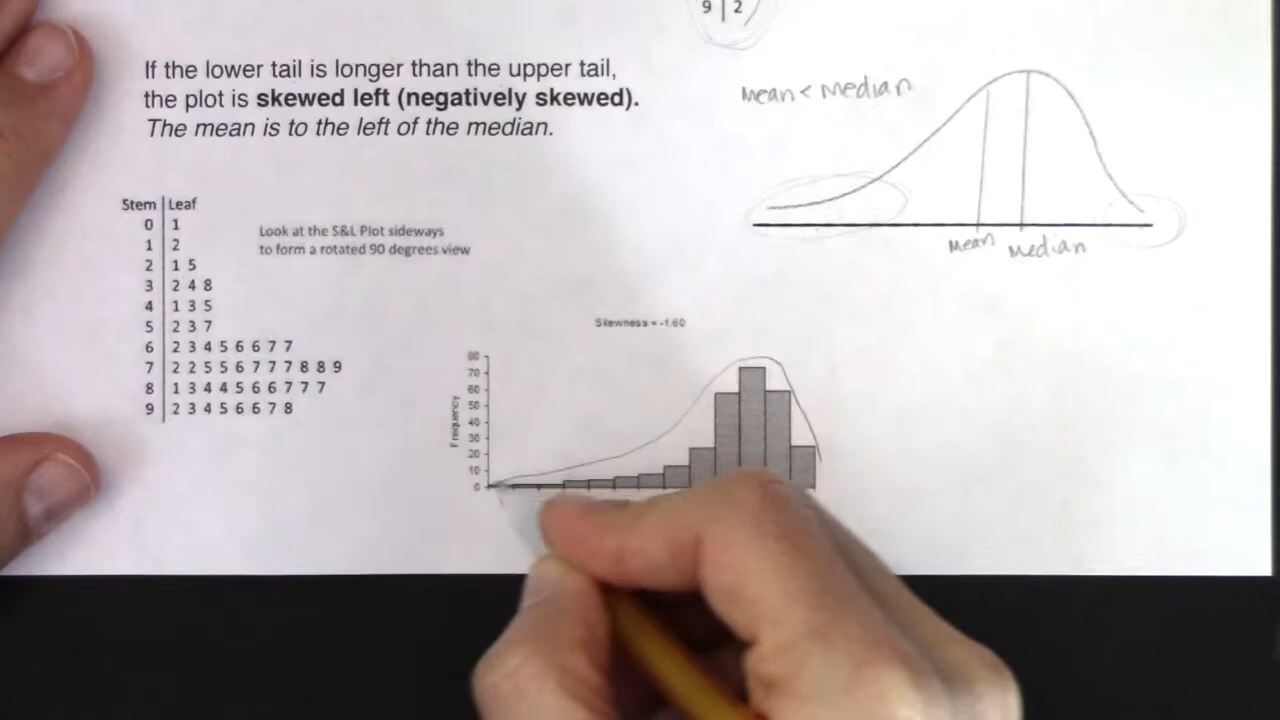 9 | 2
If the lower tail is longer than the upper tail,
the plot is skewed left (negatively skewed).
The mean is to the left of the median.
Mean < Median
Mean Median
Stem | Leaf
0 | 1
1 | 2
2 | 1 5
3 | 2 4 8
4 | 1 3 5
5 | 2 3 7
6 | 2 3 4 5 6 6 7 7
7 | 2 2 5 5 6 7 7 7 8 8 9
8 | 1 3 4 4 5 6 6 7 7 7
9 | 2 3 4 5 6 6 7 8
Look at the S&L Plot sideways
to form a rotated 90 degrees view
Skewness = -1.60
Frequency
80
70
60
50
40
30
20
10
0